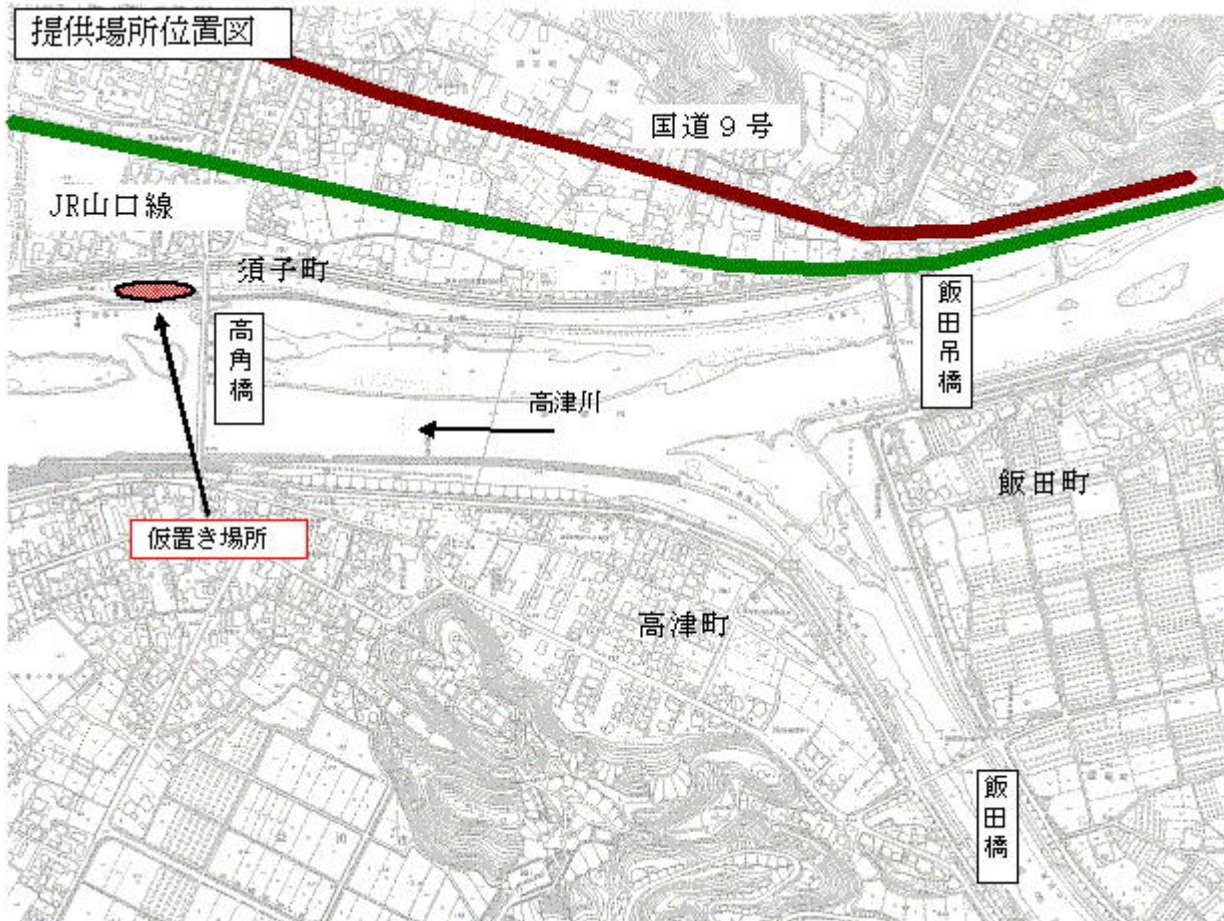 提供場所位置図
国道9号
JR山口線
須子町
高角橋
飯田吊橋
高津川
飯田町
仮置き場所
高津町
飯田橋